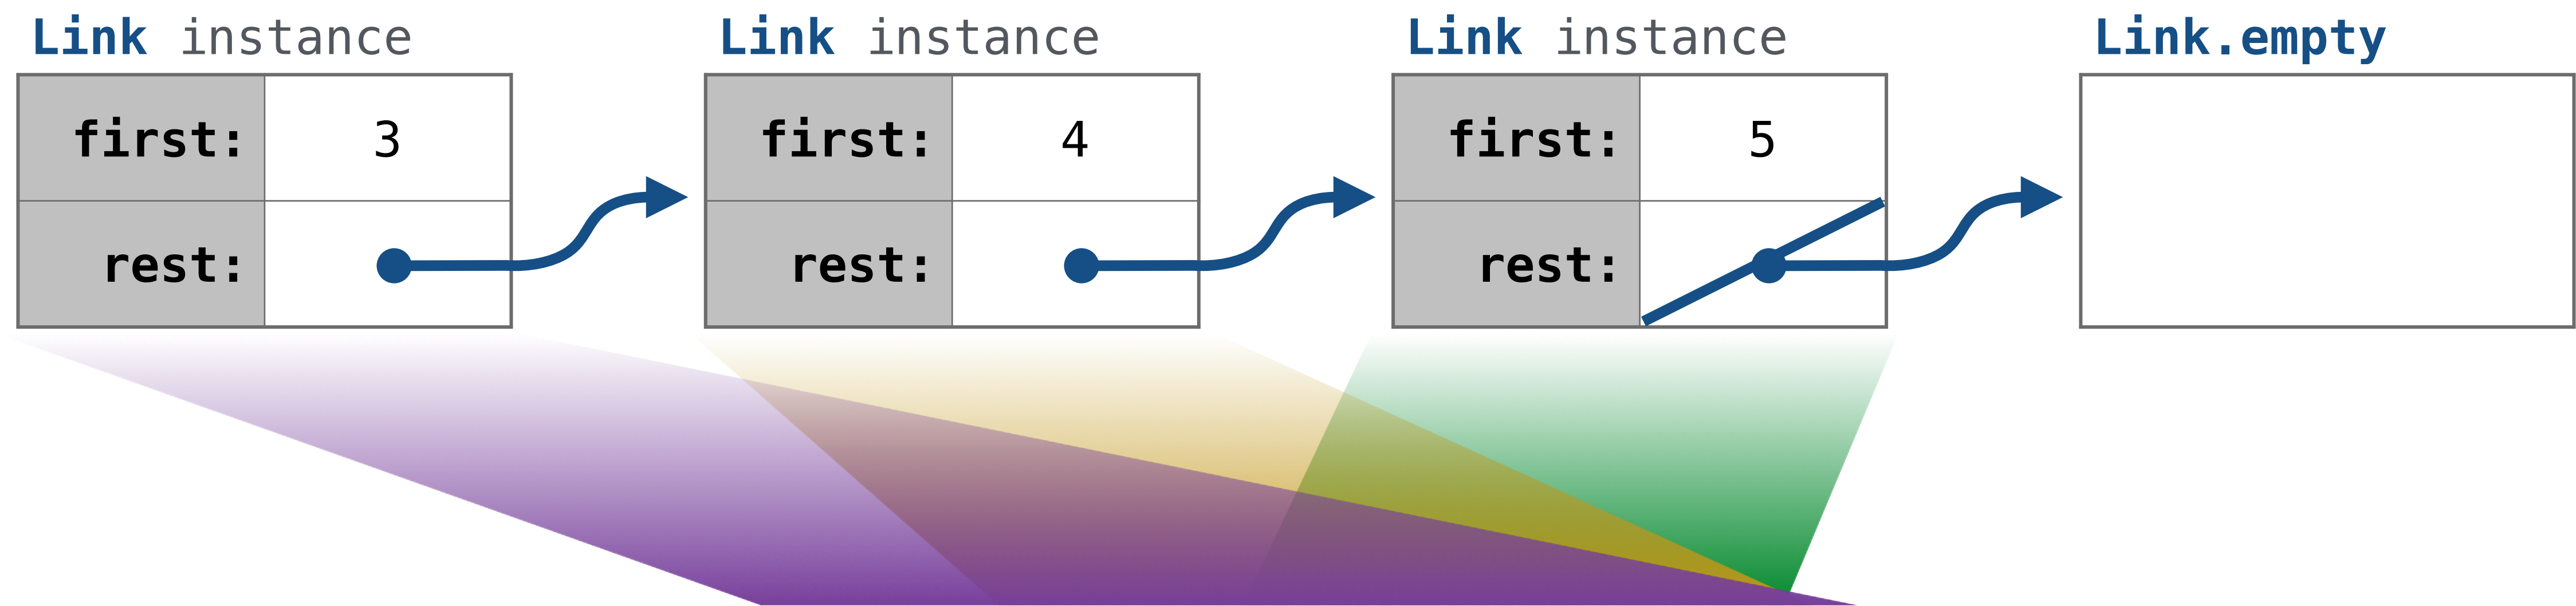 Link instance
first: 3
rest:
Link instance
first: 4
rest:
Link instance
first: 5
rest:
Link.empty